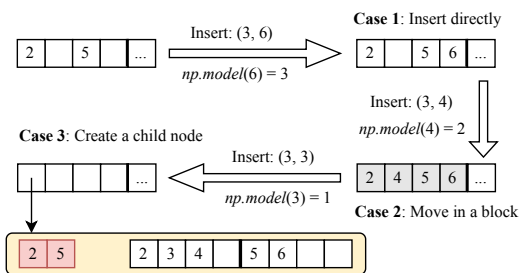 Insert: (3, 6)
np.model(6) = 3
Case 1: Insert directly
2 5 ...
2 5 6 ...
Insert: (3, 4)
np.model(4) = 2
Case 3: Create a child node
Insert: (3, 3)
np.model(3) = 1
...
2 4 5 6 ...
Case 2: Move in a block
2 5
2 3 4 5 6